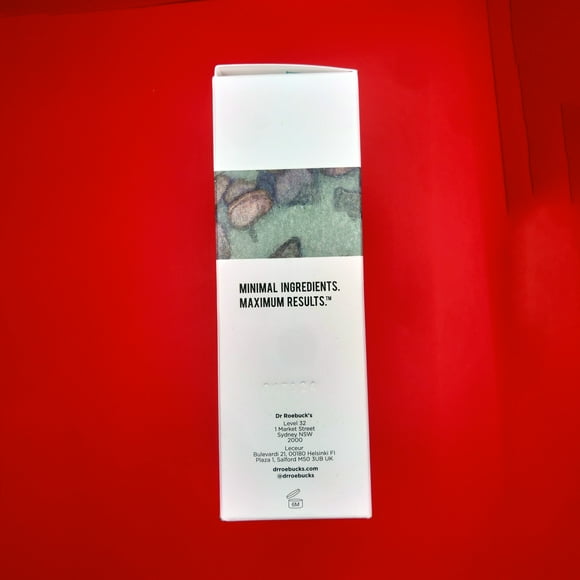 MINIMAL INGREDIENTS.
MAXIMUM RESULTS.™
Dr Roebuck's
Level 32
1 Market Street
Sydney NSW
2000
Leceur
Bulevardi 21, 00180 Helsinki FI
Plaza 1, Salford M50 3UB UK
drroebucks.com
@drroebucks
6M